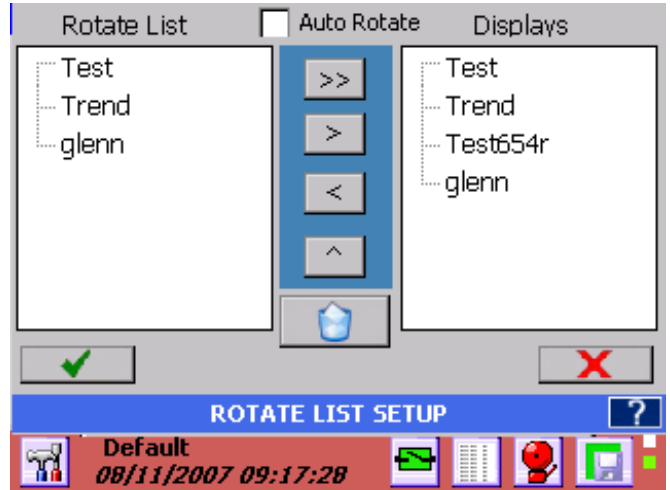 Rotate List
Auto Rotate
Displays
Test
Trend
glenn
>>
>
<
^
Test
Trend
Test654r
glenn
ROTATE LIST SETUP
?
Default
08/11/2007 09:17:28